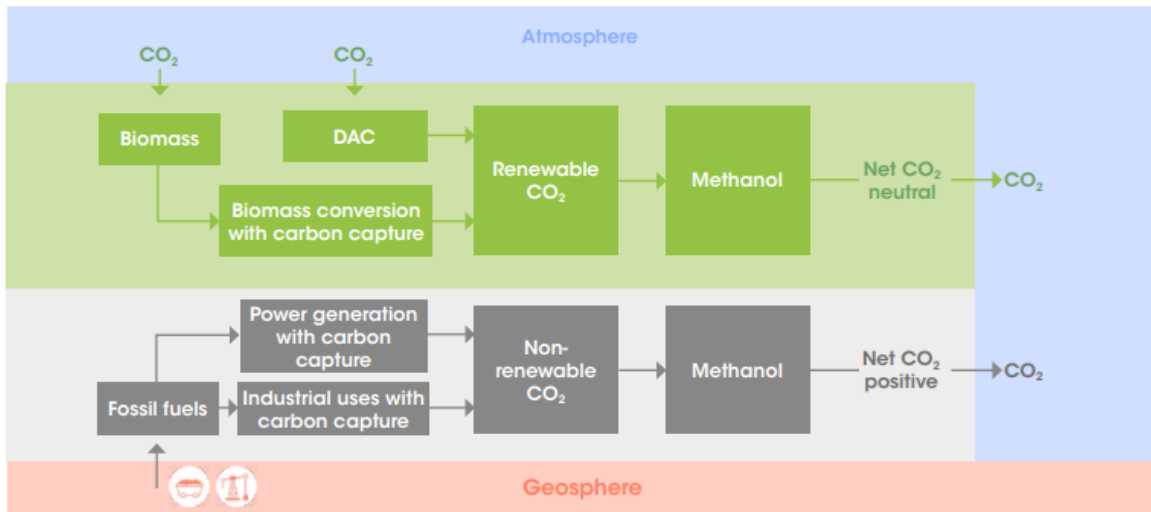 Atmosphere
CO₂
CO₂
Biomass
DAC
Biomass conversion
with carbon capture
Renewable
CO₂
Methanol
Net CO₂
neutral
CO₂
Power generation
with carbon
capture
Fossil fuels
Industrial uses with
carbon capture
Non-
renewable
CO₂
Methanol
Net CO₂
positive
CO₂
Geosphere